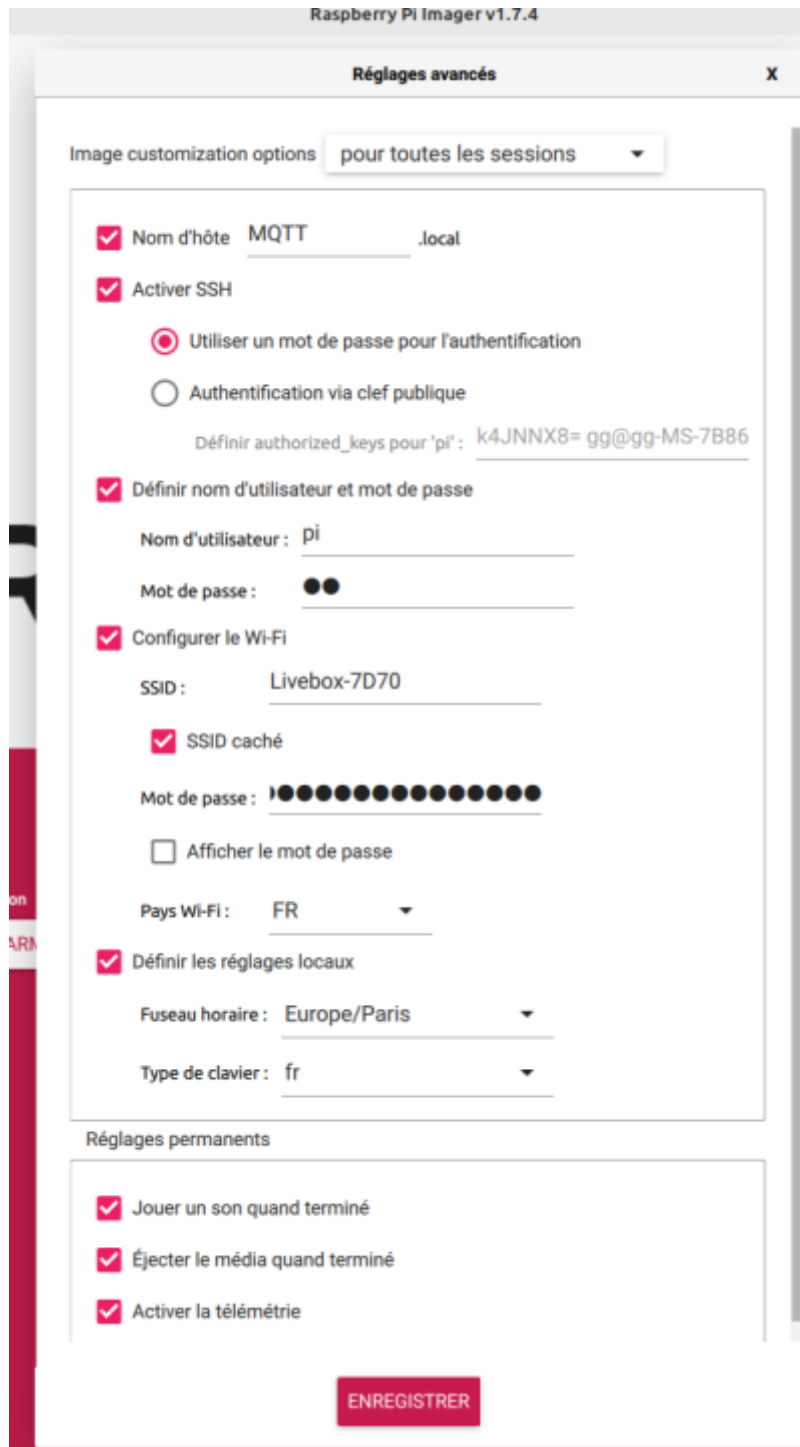 Raspberry Pi Imager v1.7.4
Réglages avancés X
Image customization options pour toutes les sessions
Nom d'hôte MQTT .local
Activer SSH
Utiliser un mot de passe pour l'authentification
Authentification via clef publique
Définir authorized_keys pour 'pi' : k4JNNX8= gg@gg-MS-7B86
Définir nom d'utilisateur et mot de passe
Nom d'utilisateur : pi
Mot de passe : ●●
Configurer le Wi-Fi
SSID : Livebox-7D70
SSID caché
Mot de passe : ●●●●●●●●●●●●●●●
Afficher le mot de passe
Pays Wi-Fi : FR
on
ARM
Définir les réglages locaux
Fuseau horaire : Europe/Paris
Type de clavier : fr
Réglages permanents
Jouer un son quand terminé
Éjecter le média quand terminé
Activer la télémétrie
ENREGISTRER